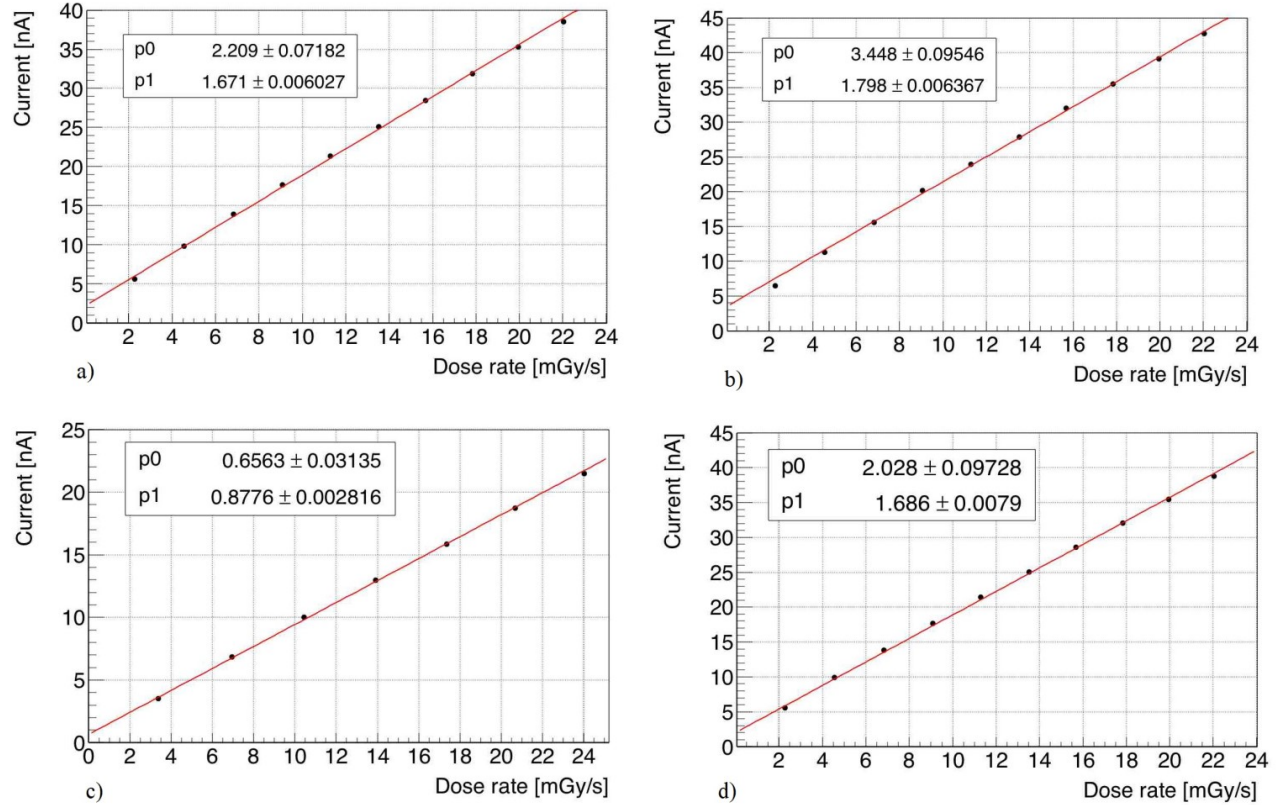 Current [nA]
40
35
30
25
20
15
10
5
0
p0 2.209 ± 0.07182
p1 1.671 ± 0.006027
2 4 6 8 10 12 14 16 18 20 22 24
Dose rate [mGy/s]
a)
Current [nA]
45
40
35
30
25
20
15
10
5
0
p0 3.448 ± 0.09546
p1 1.798 ± 0.006367
2 4 6 8 10 12 14 16 18 20 22 24
Dose rate [mGy/s]
b)
Current [nA]
25
20
15
10
5
0
p0 0.6563 ± 0.03135
p1 0.8776 ± 0.002816
0 2 4 6 8 10 12 14 16 18 20 22 24
Dose rate [mGy/s]
c)
Current [nA]
45
40
35
30
25
20
15
10
5
0
p0 2.028 ± 0.09728
p1 1.686 ± 0.0079
2 4 6 8 10 12 14 16 18 20 22 24
Dose rate [mGy/s]
d)